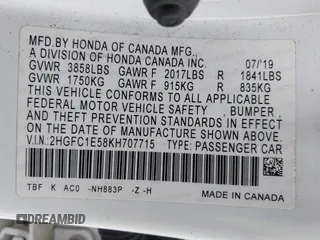 MFD.BY HONDA OF CANADA MFG.,
A DIVISION OF HONDA CANADA INC. 07/19
GVWR 3858LBS GAWR F 2017LBS R 1841LBS
GVWR 1750KG GAWR F 915KG R 835KG
THIS VEHICLE CONFORMS TO ALL APPLICABLE
FEDERAL MOTOR VEHICLE SAFETY , BUMPER ,
AND THEFT PREVENTION STANDARDS IN EFFECT
ON THE DATE OF MANUFACTURE SHOWN ABOVE.
V.I.N.:2HGFC1E58KH707715 TYPE: PASSENGER CAR
TBF K AC0 -NH883P -Z -H
MADE IN CANADA
DREAMBID